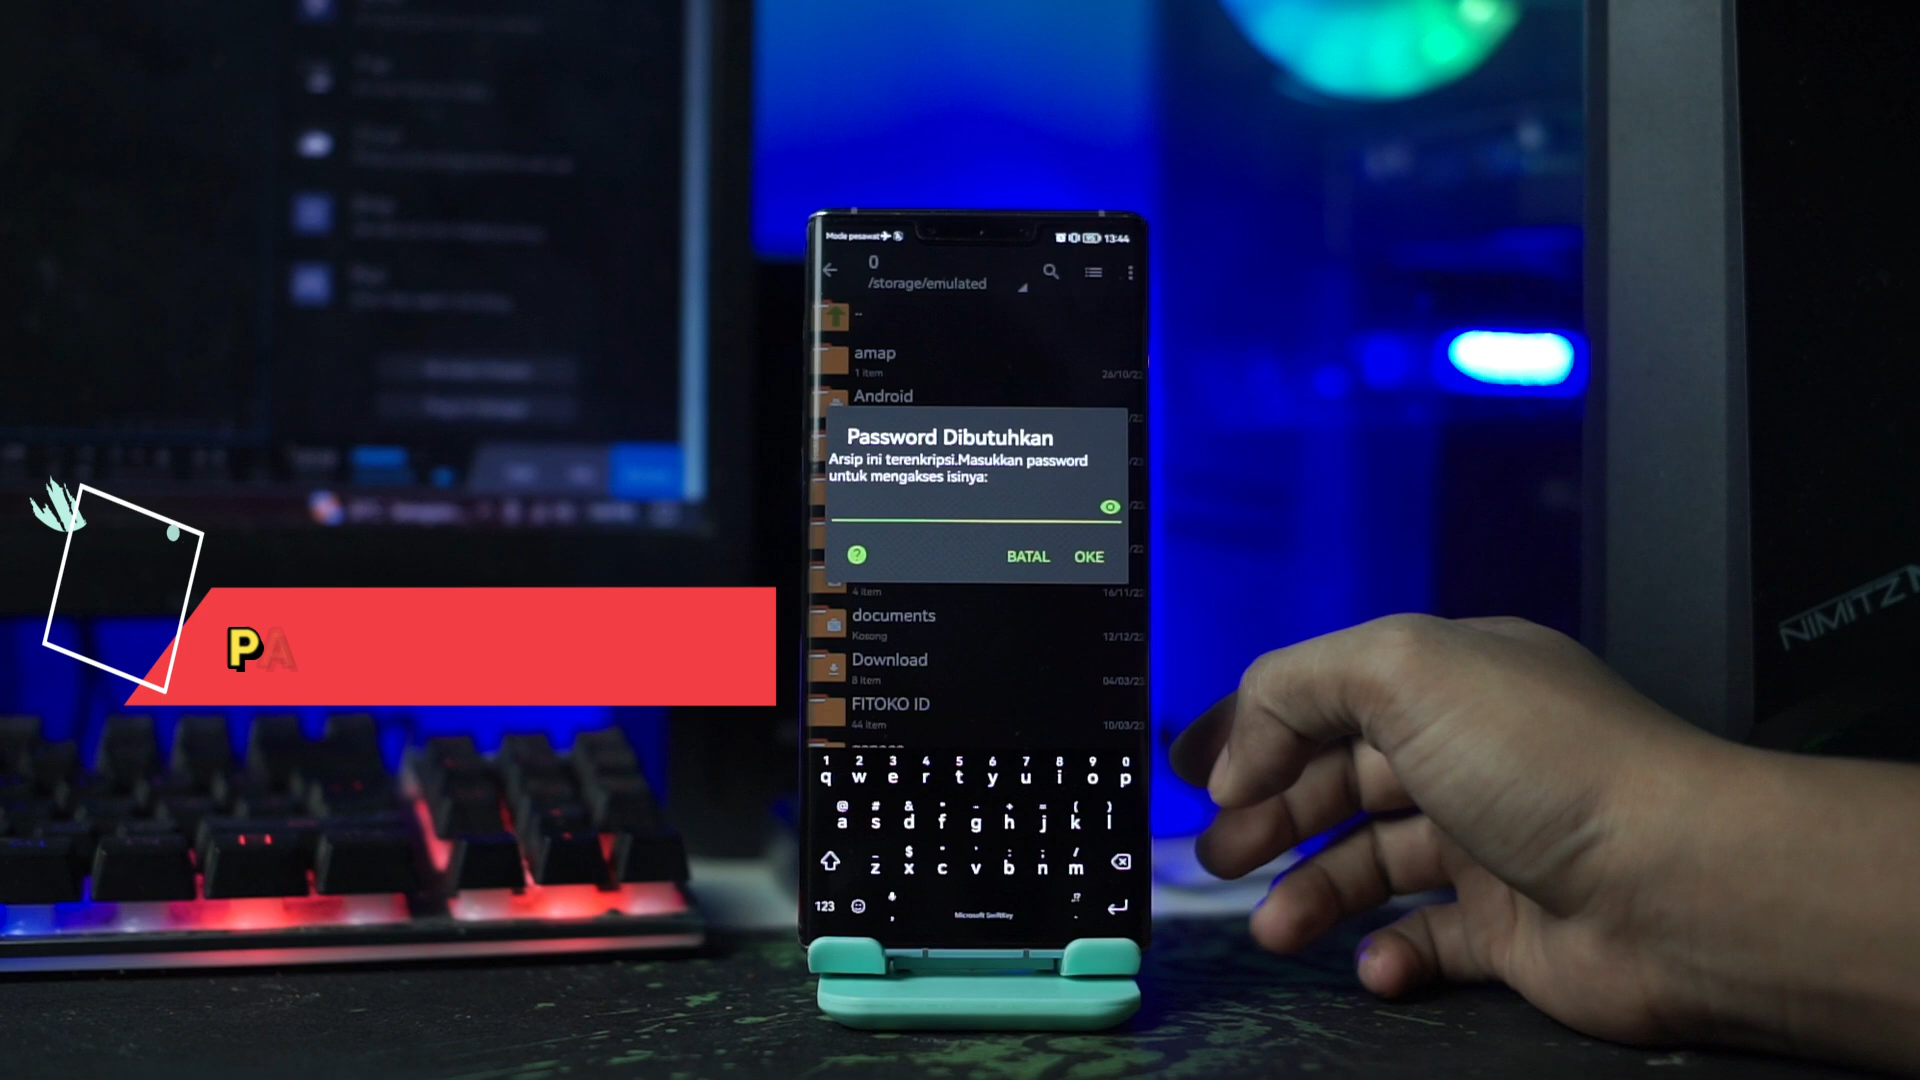 Mode pesawat
13:44
0
/storage/emulated
..
amap
1 item
26/10/22
Android
Password Dibutuhkan
Arsip ini terenkripsi.Masukkan password
untuk mengakses isinya:
?
BATAL OKE
4 item
16/11/22
documents
Kosong
12/12/22
Download
8 item
04/03/23
FITOKO ID
44 item
10/03/23
PA
NIMITZ
1 2 3 4 5 6 7 8 9 0
q w e r t y u i o p
@ # & * - + = ( )
a s d f g h j k l
_ $ " ' : ; /
z x c v b n m
123
,
Microsoft SwiftKey
!?
.